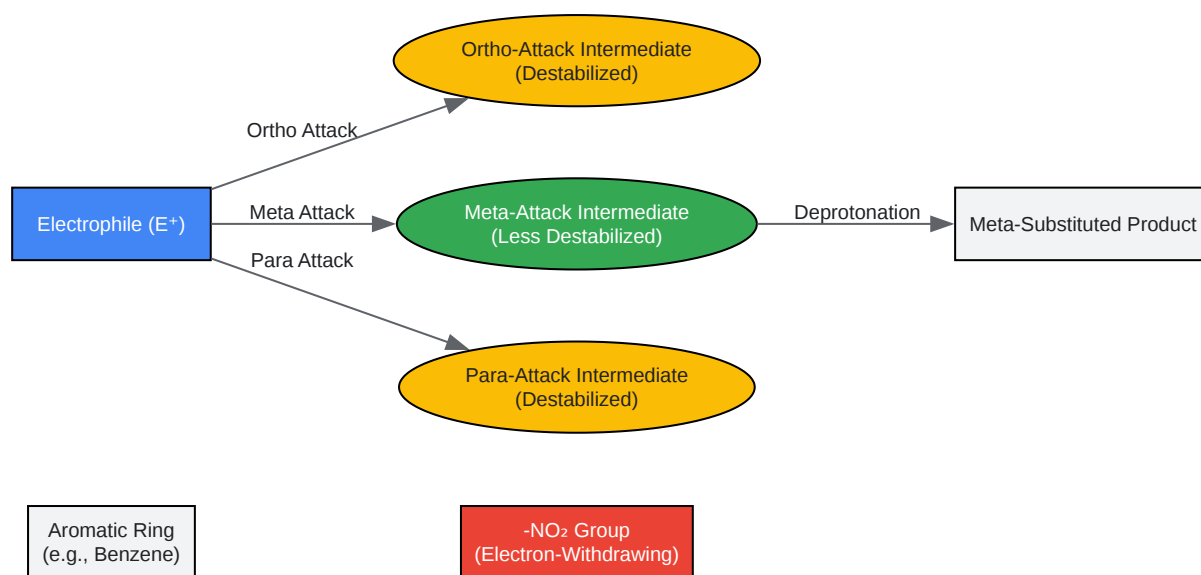 Ortho-Attack Intermediate
(Destabilized)
Ortho Attack
Electrophile (E⁺)
Meta Attack
Meta-Attack Intermediate
(Less Destabilized)
Deprotonation
Meta-Substituted Product
Para Attack
Para-Attack Intermediate
(Destabilized)
Aromatic Ring
(e.g., Benzene)
-NO₂ Group
(Electron-Withdrawing)